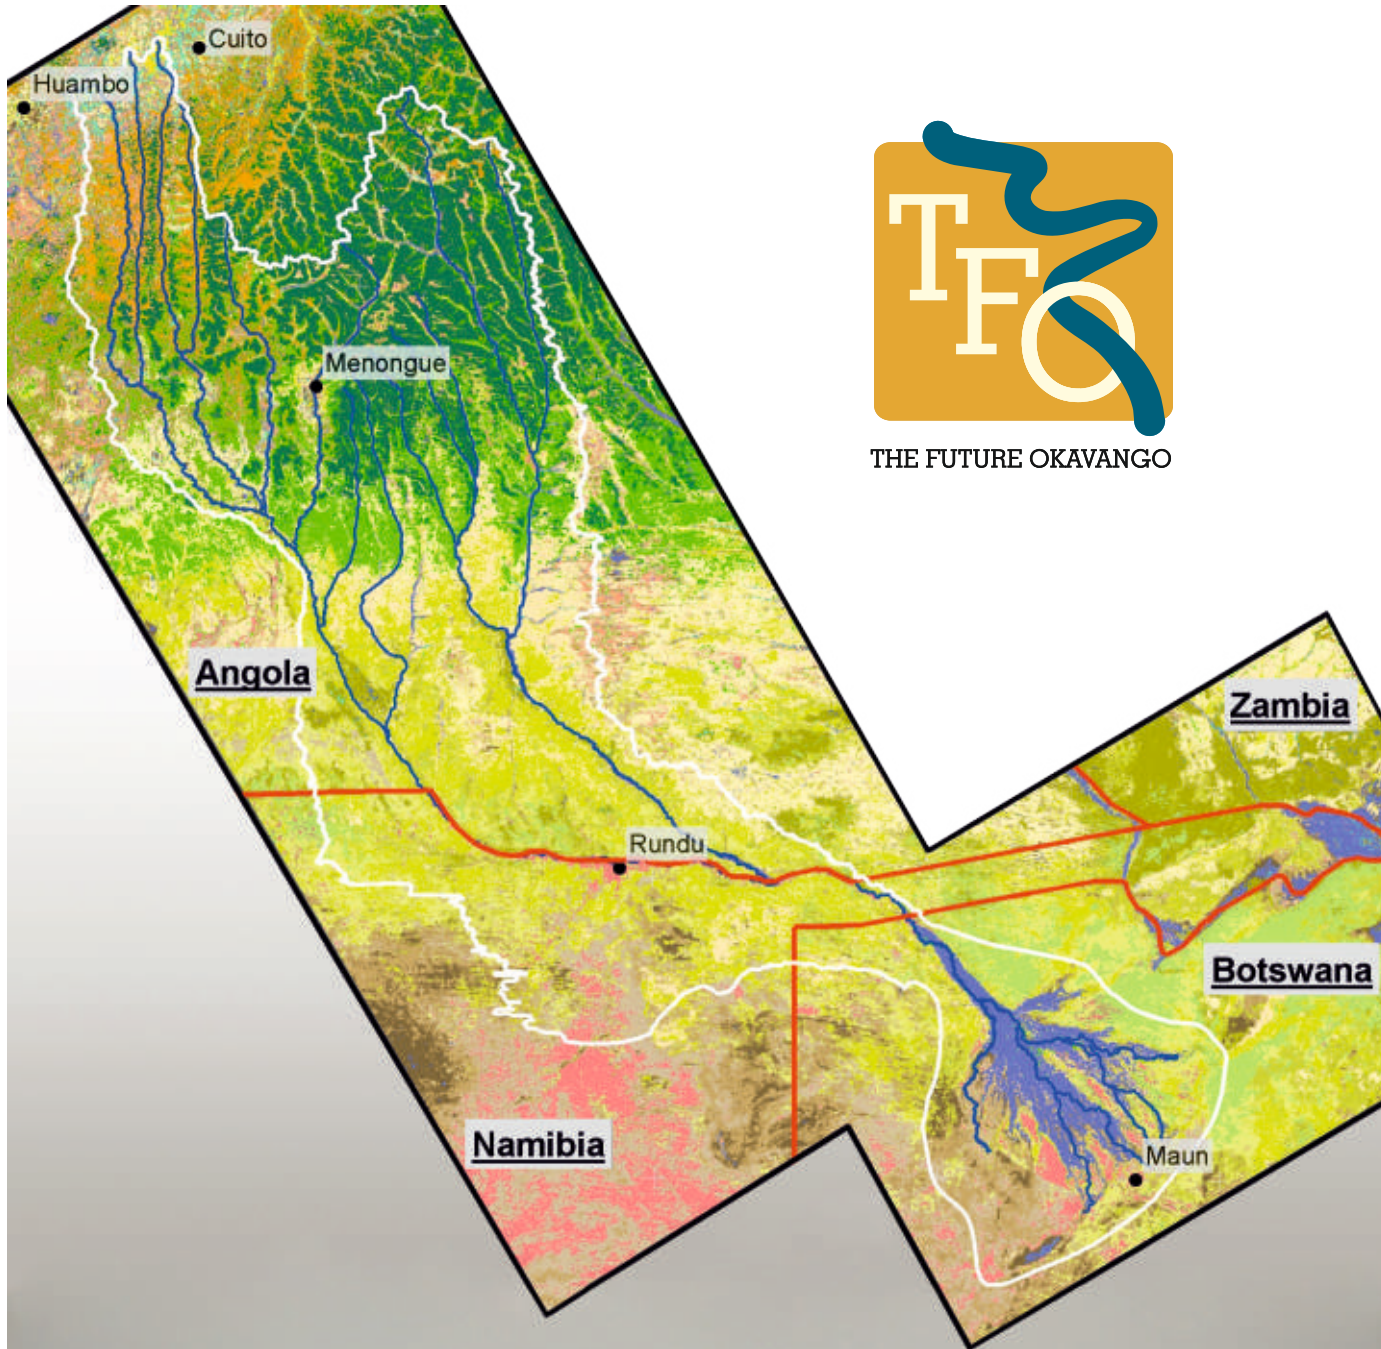 Cuito
Huambo
Menongue
TFO
THE FUTURE OKAVANGO
Angola
Zambia
Rundu
Botswana
Namibia
Maun